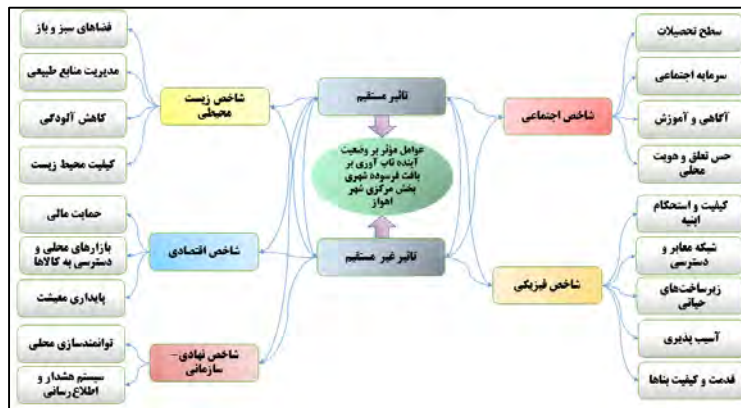 سطح تحصیلات
سرمایه اجتماعی
آگاهی و آموزش
حس تعلق و هویت
محلی
شاخص اجتماعی
کیفیت و استحکام
ابنیه
شبکه معابر و
دسترسی
زیرساخت‌های
حیاتی
آسیب پذیری
قدمت و کیفیت بناها
شاخص فیزیکی
تاثیر مستقیم
عوامل مؤثر بر وضعیت
آینده تاب آوری بر
بافت فرسوده شهری
بخش مرکزی شهر
اهواز
تاثیر غیر مستقیم
شاخص زیست
محیطی
فضاهای سبز و باز
مدیریت منابع طبیعی
کاهش آلودگی
کیفیت محیط زیست
شاخص اقتصادی
حمایت مالی
بازارهای محلی و
دسترسی به کالاها
پایداری معیشت
شاخص نهادی-
سازمانی
توانمندسازی محلی
سیستم هشدار و
اطلاع‌رسانی